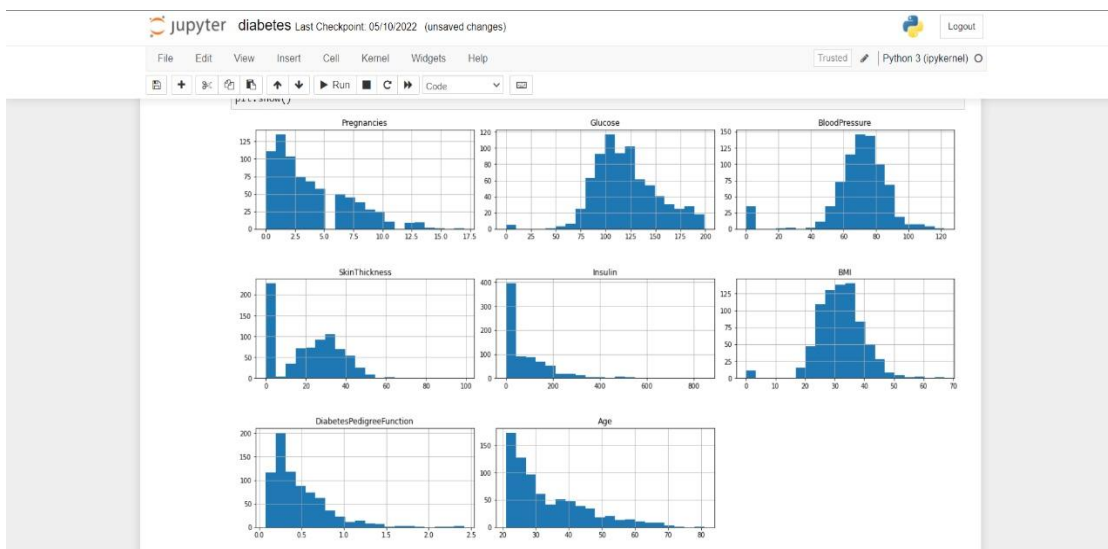 jupyter diabetes Last Checkpoint: 05/10/2022 (unsaved changes)
Logout
File Edit View Insert Cell Kernel Widgets Help
Trusted Python 3 (ipykernel)
Run Code
plt.show()
Pregnancies
125
100
75
50
25
0
0.0 2.5 5.0 7.5 10.0 12.5 15.0 17.5
Glucose
120
100
80
60
40
20
0
0 25 50 75 100 125 150 175 200
BloodPressure
150
125
100
75
50
25
0
0 20 40 60 80 100 120
SkinThickness
200
150
100
50
0
0 20 40 60 80 100
Insulin
400
300
200
100
0
0 200 400 600 800
BMI
125
100
75
50
25
0
0 10 20 30 40 50 60 70
DiabetesPedigreeFunction
200
150
100
50
0
0.0 0.5 1.0 1.5 2.0 2.5
Age
150
100
50
0
20 30 40 50 60 70 80